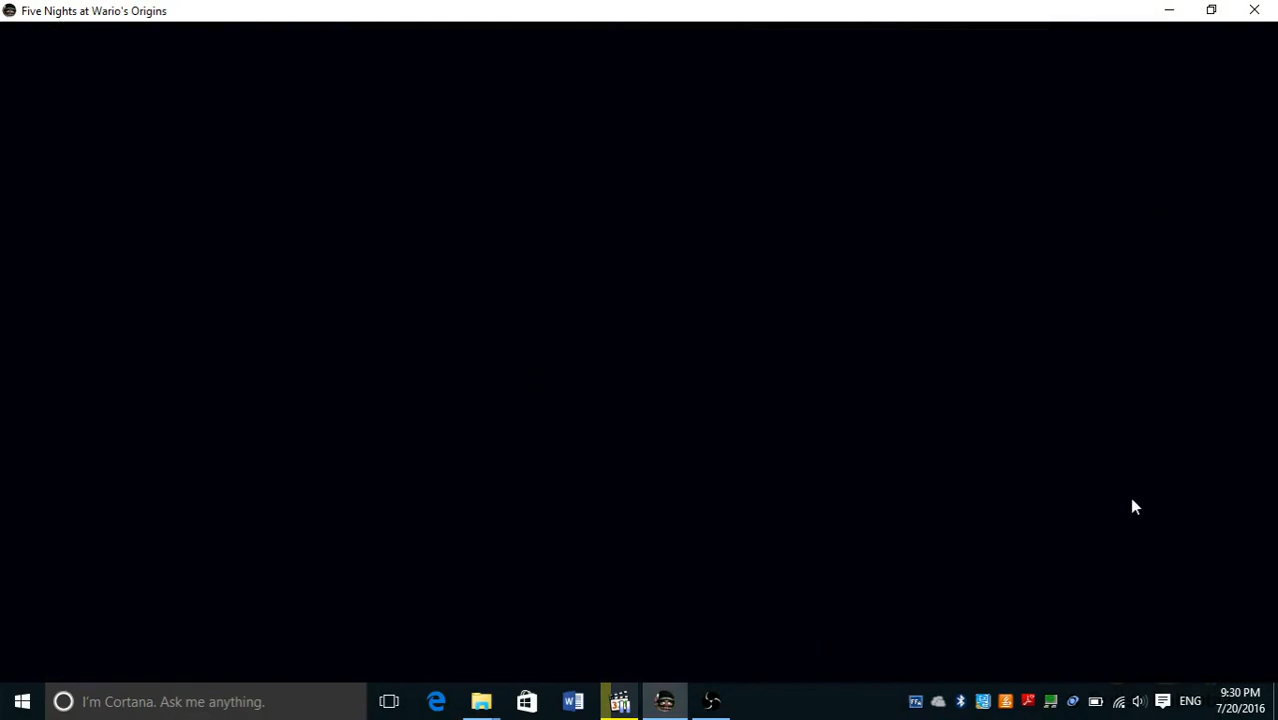 Five Nights at Wario's Origins
I'm Cortana. Ask me anything.
ENG
9:30 PM
7/20/2016